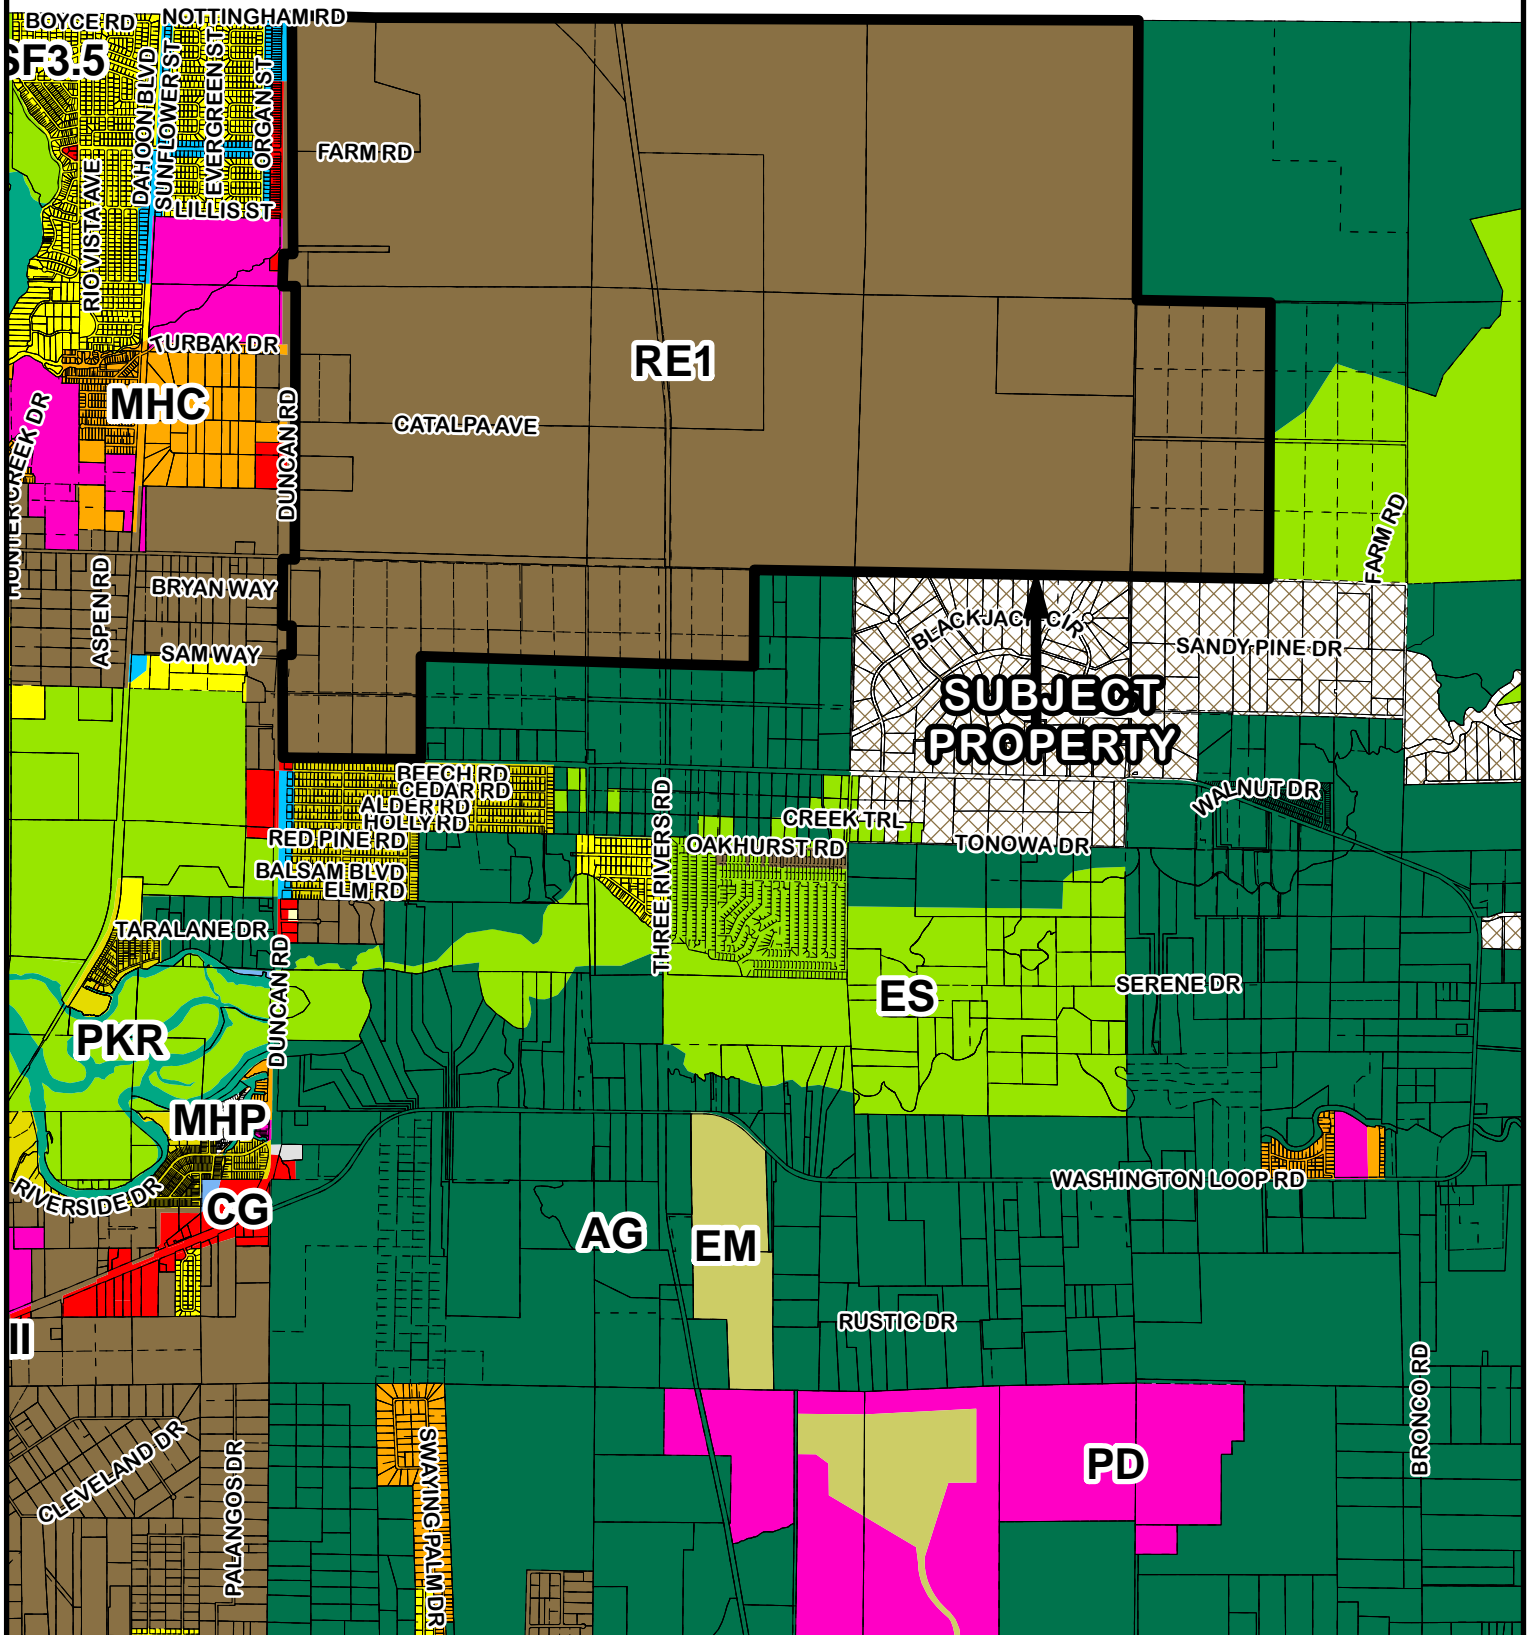 BOYCE RD
NOTTINGHAM RD
SF3.5
DAHOON BLVD
SUNFLOWER ST
EVERGREEN ST
ORGAN ST
FARM RD
RIO VISTA AVE
LILLIS ST
TURBAK DR
RE1
MHC
HUNTER CREEK DR
DUNCAN RD
CATALPA AVE
FARM RD
ASPEN RD
BRYAN WAY
SAM WAY
BLACKJACK CIR
SANDY PINE DR
SUBJECT
PROPERTY
BEECH RD
CEDAR RD
ALDER RD
HOLLY RD
RED PINE RD
BALSAM BLVD
ELM RD
THREE RIVERS RD
CREEK TRL
OAKHURST RD
TONOWA DR
WALNUT DR
TARALANE DR
DUNCAN RD
SERENE DR
ES
PKR
MHP
RIVERSIDE DR
CG
WASHINGTON LOOP RD
AG
EM
RUSTIC DR
II
BRONCO RD
CLEVELAND DR
PALANGOS DR
SWAYING PALM DR
PD